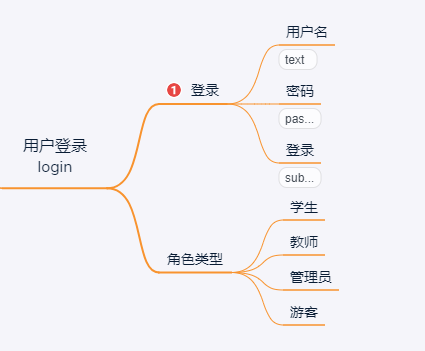 用户登录
login
1 登录
用户名
text
密码
pas...
登录
sub...
角色类型
学生
教师
管理员
游客